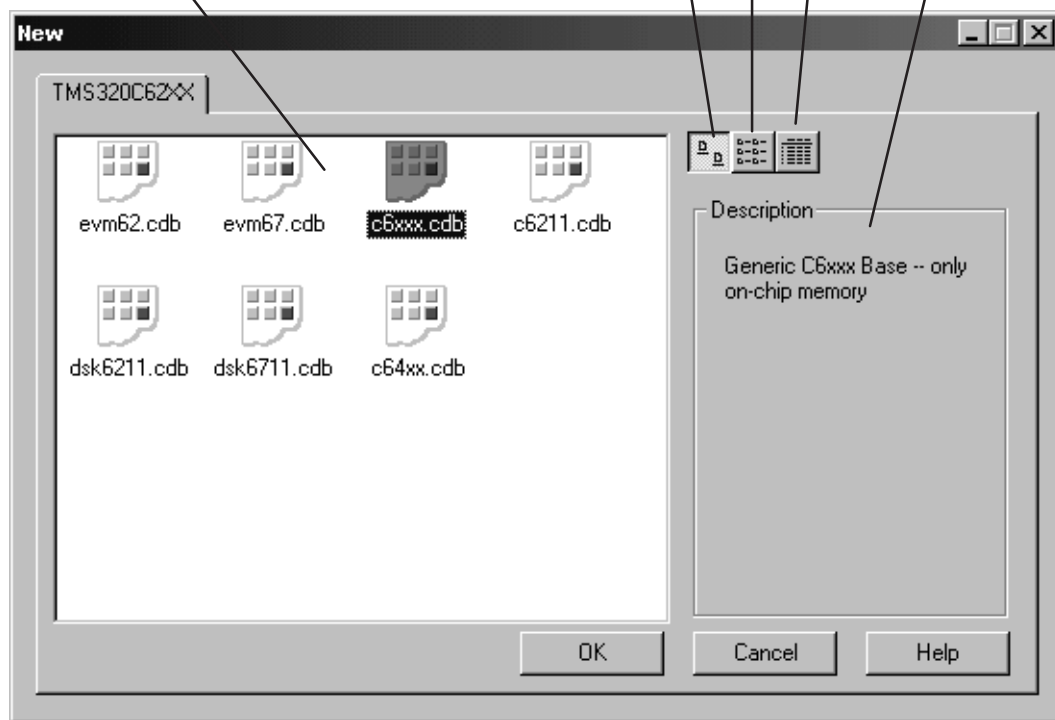 New
TMS320C62XX
evm62.cdb evm67.cdb c6xxx.cdb c6211.cdb
dsk6211.cdb dsk6711.cdb c64xx.cdb
Description
Generic C6xxx Base -- only
on-chip memory
OK Cancel Help